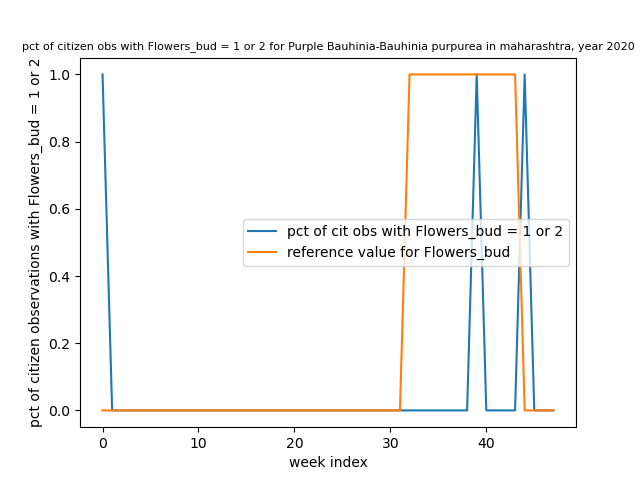 pct of citizen obs with Flowers_bud = 1 or 2 for Purple Bauhinia-Bauhinia purpurea in maharashtra, year 2020
pct of citizen observations with Flowers_bud = 1 or 2
1.0
0.8
0.6
0.4
0.2
0.0
pct of cit obs with Flowers_bud = 1 or 2
reference value for Flowers_bud
0 10 20 30 40
week index